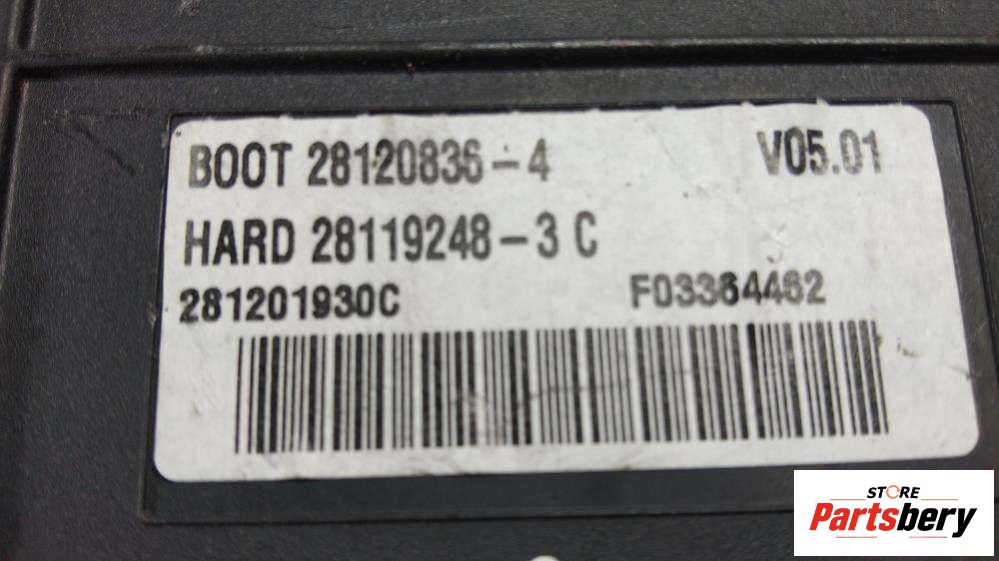 BOOT 28120836-4 V05.01
HARD 28119248-3 C
281201930C F03364462
STORE
Partsbery